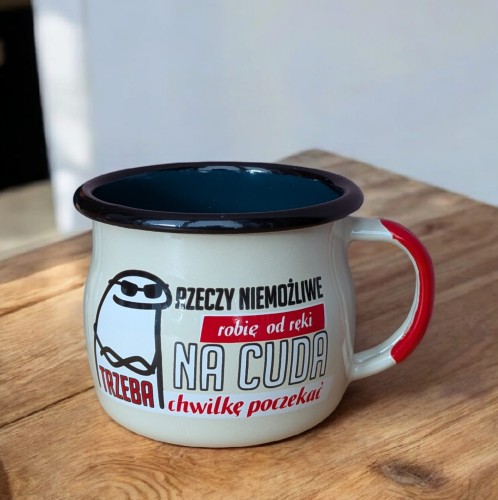 RZECZY NIEMOŻLIWE
robię od ręki
NA CUDA
TRZEBA chwilkę poczekać